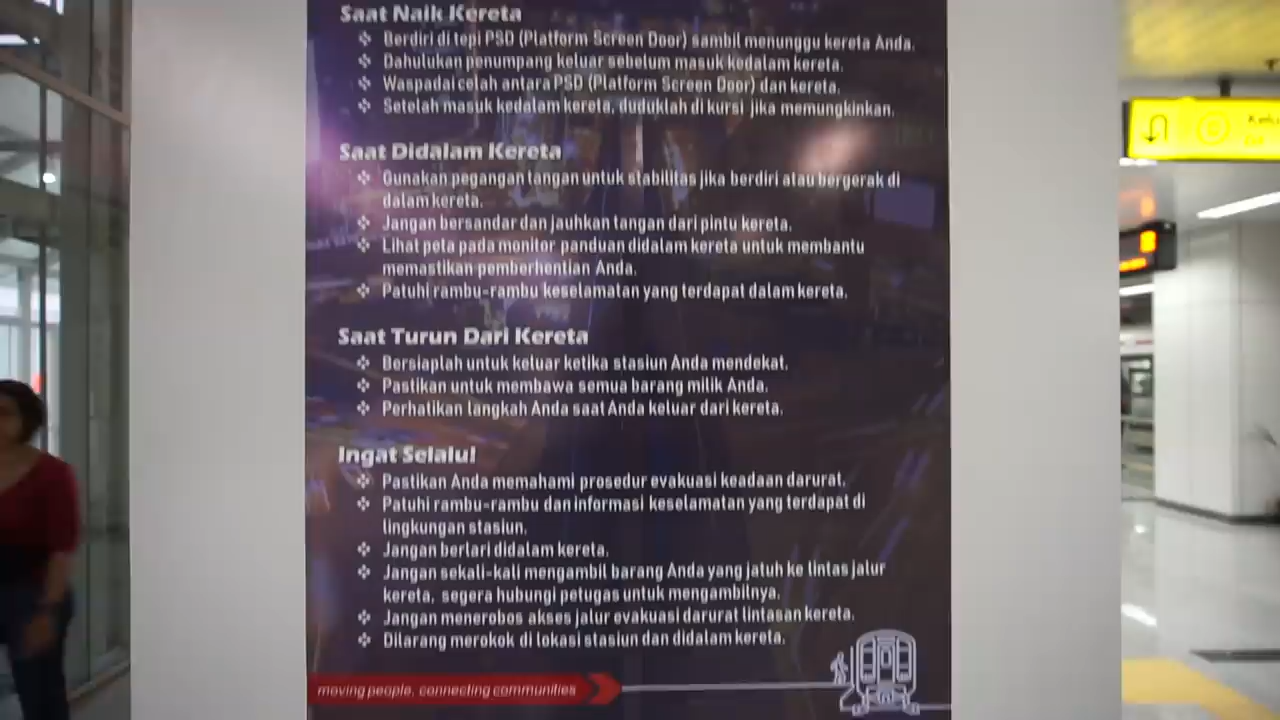 Saat Naik Kereta
Berdiri di tepi PSD (Platform Screen Door) sambil menunggu kereta Anda.
Dahulukan penumpang keluar sebelum masuk kedalam kereta.
Waspadai celah antara PSD (Platform Screen Door) dan kereta.
Setelah masuk kedalam kereta, duduklah di kursi jika memungkinkan.
Saat Didalam Kereta
Gunakan pegangan tangan untuk stabilitas jika berdiri atau bergerak di
dalam kereta.
Jangan bersandar dan jauhkan tangan dari pintu kereta.
Lihat peta pada monitor panduan didalam kereta untuk membantu
memastikan pemberhentian Anda.
Patuhi rambu-rambu keselamatan yang terdapat dalam kereta.
Saat Turun Dari Kereta
Bersiaplah untuk keluar ketika stasiun Anda mendekat.
Pastikan untuk membawa semua barang milik Anda.
Perhatikan langkah Anda saat Anda keluar dari kereta.
Ingat Selalu!
Pastikan Anda memahami prosedur evakuasi keadaan darurat.
Patuhi rambu-rambu dan informasi keselamatan yang terdapat di
lingkungan stasiun.
Jangan berlari didalam kereta.
Jangan sekali-kali mengambil barang Anda yang jatuh ke lintas jalur
kereta, segera hubungi petugas untuk mengambilnya.
Jangan menerobos akses jalur evakuasi darurat lintasan kereta.
Dilarang merokok di lokasi stasiun dan didalam kereta.
moving people, connecting communities